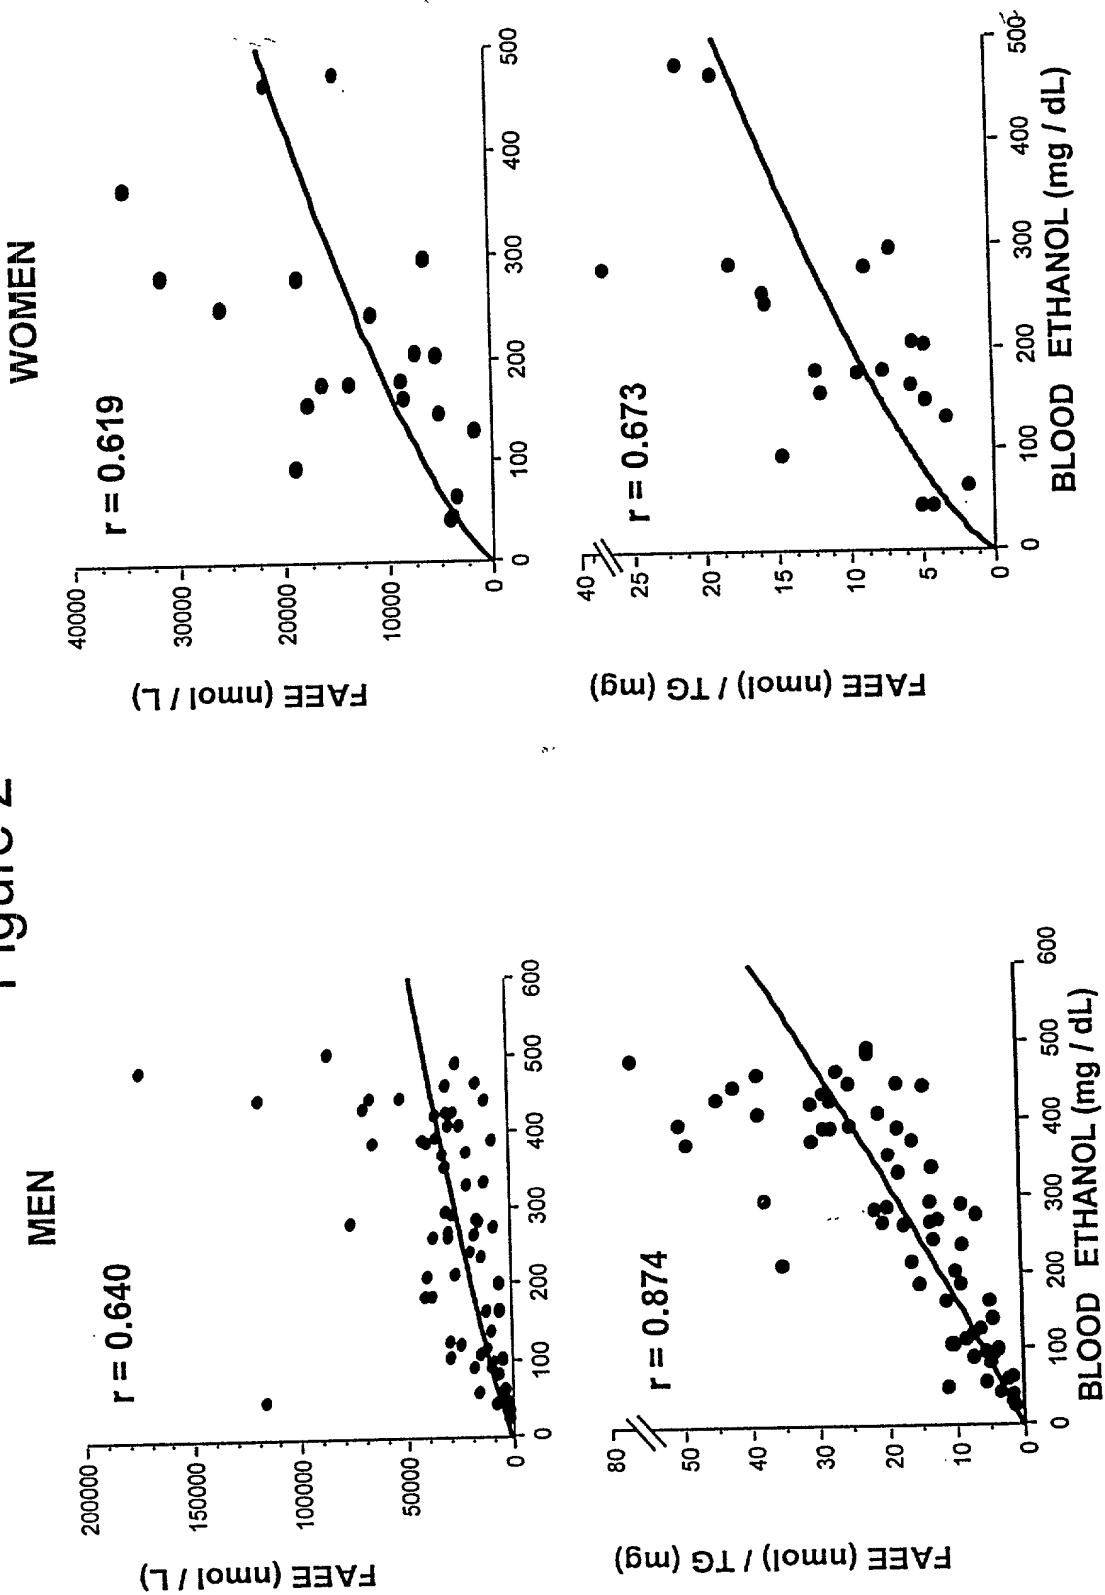 Figure 2
MEN
r = 0.640
FAEE (nmol / L)
200000
150000
100000
50000
0
0 100 200 300 400 500 600
WOMEN
r = 0.619
FAEE (nmol / L)
40000
30000
20000
10000
0
0 100 200 300 400 500
r = 0.874
FAEE (nmol) / TG (mg)
80
50
40
30
20
10
0
0 100 200 300 400 500 600
BLOOD ETHANOL (mg / dL)
r = 0.673
FAEE (nmol) / TG (mg)
40
25
20
15
10
5
0
0 100 200 300 400 500
BLOOD ETHANOL (mg / dL)